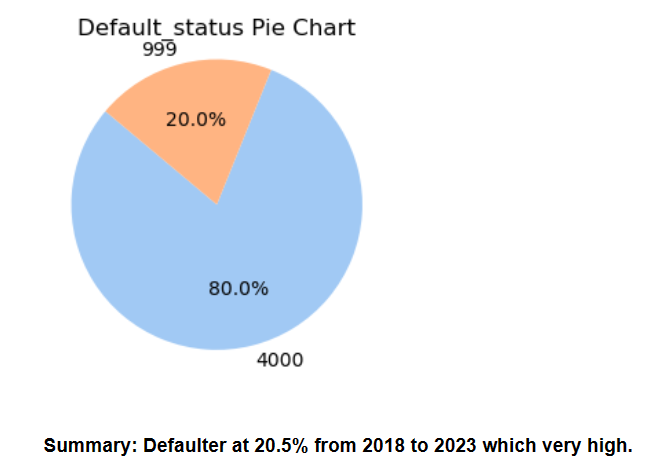 Default_status Pie Chart
999
20.0%
80.0%
4000
Summary: Defaulter at 20.5% from 2018 to 2023 which very high.